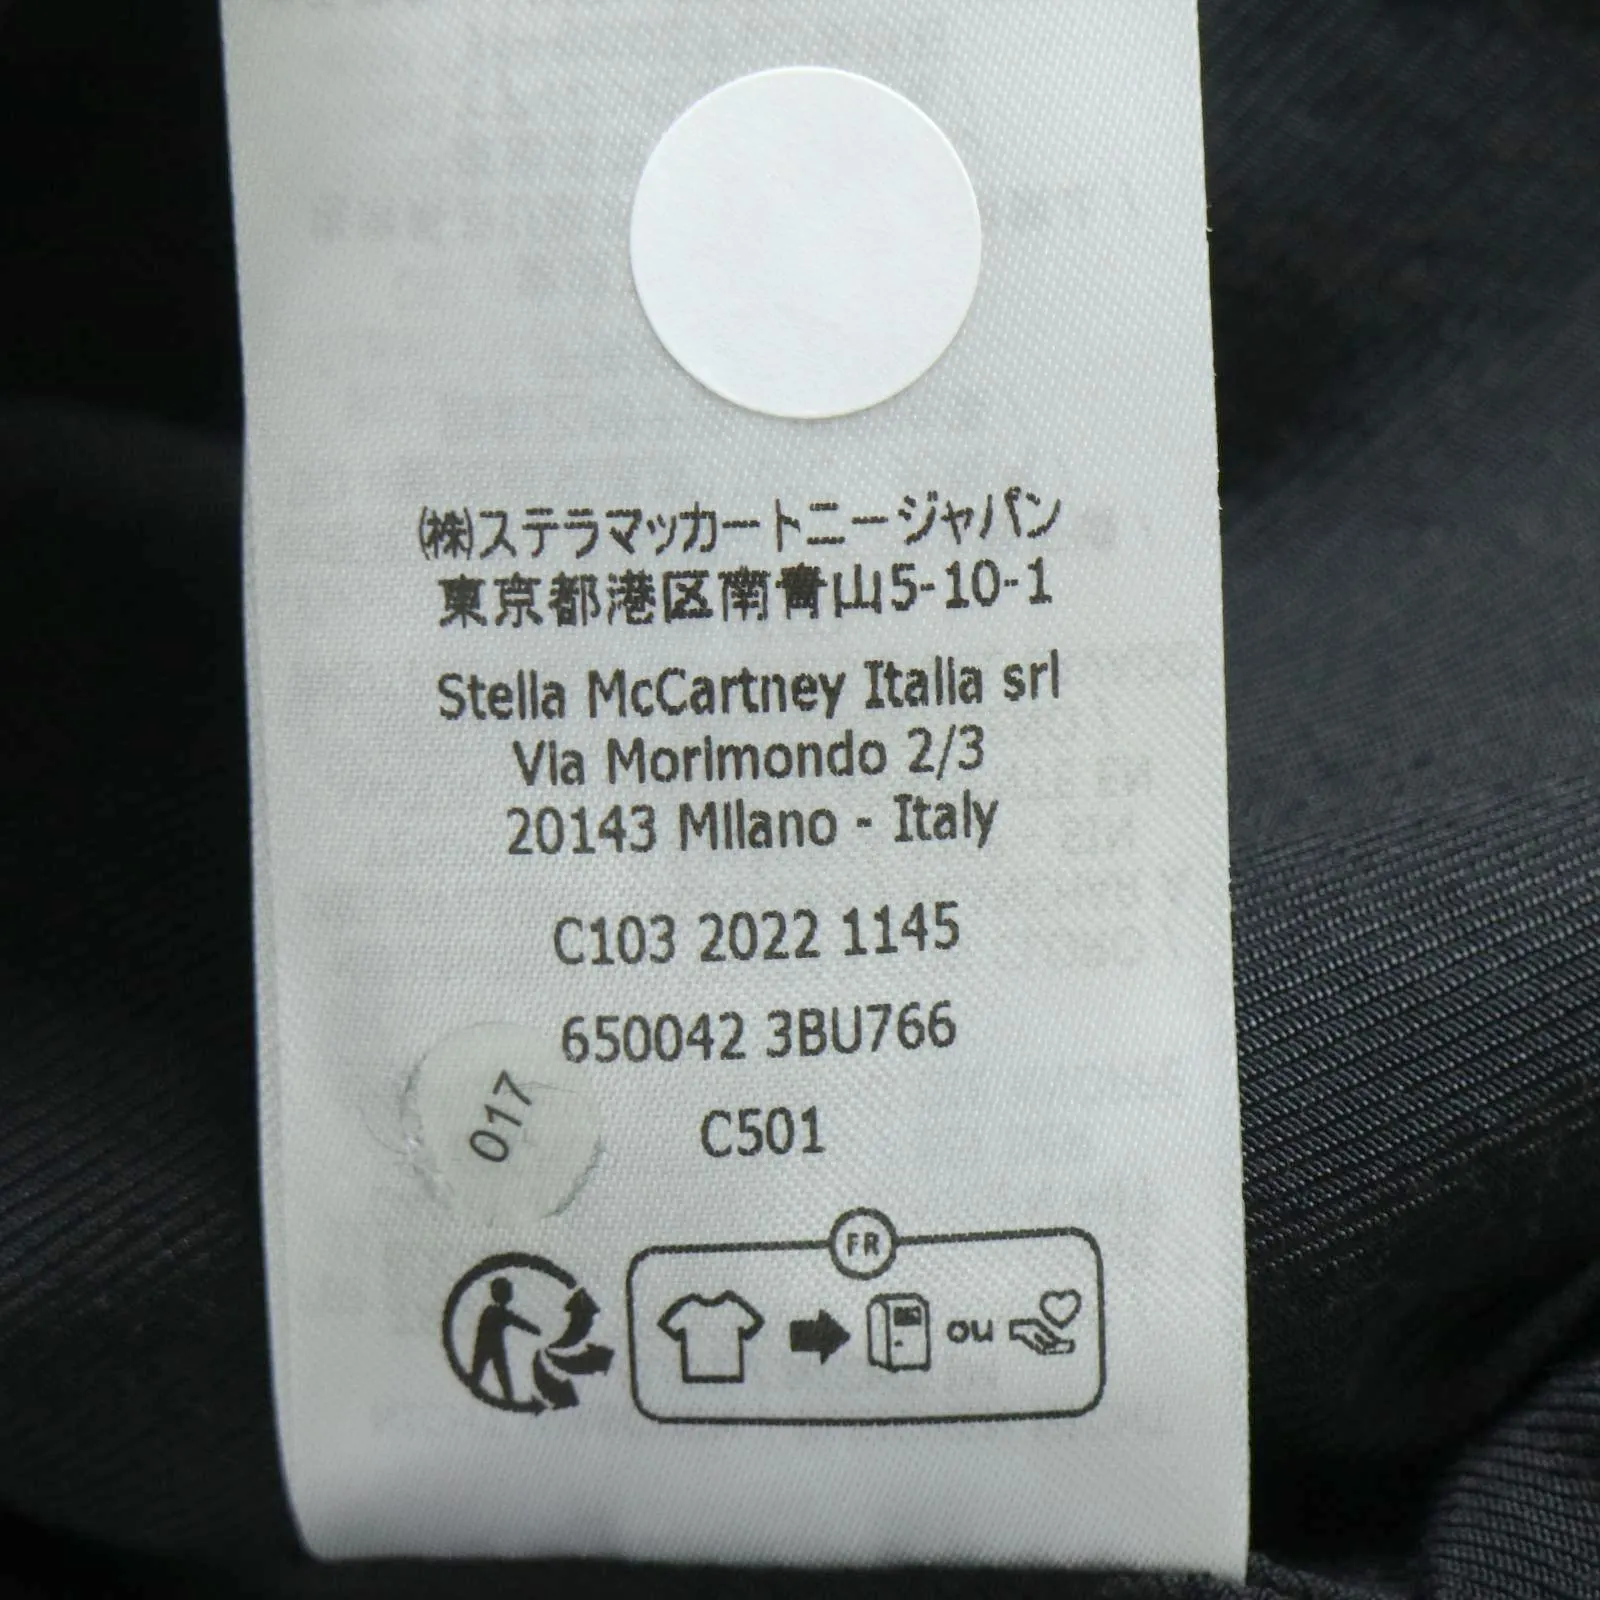 ㈱ステラマッカートニージャパン
東京都港区南青山5-10-1
Stella McCartney Italia srl
Via Morimondo 2/3
20143 Milano - Italy
C103 2022 1145
650042 3BU766
017
C501
FR
ou